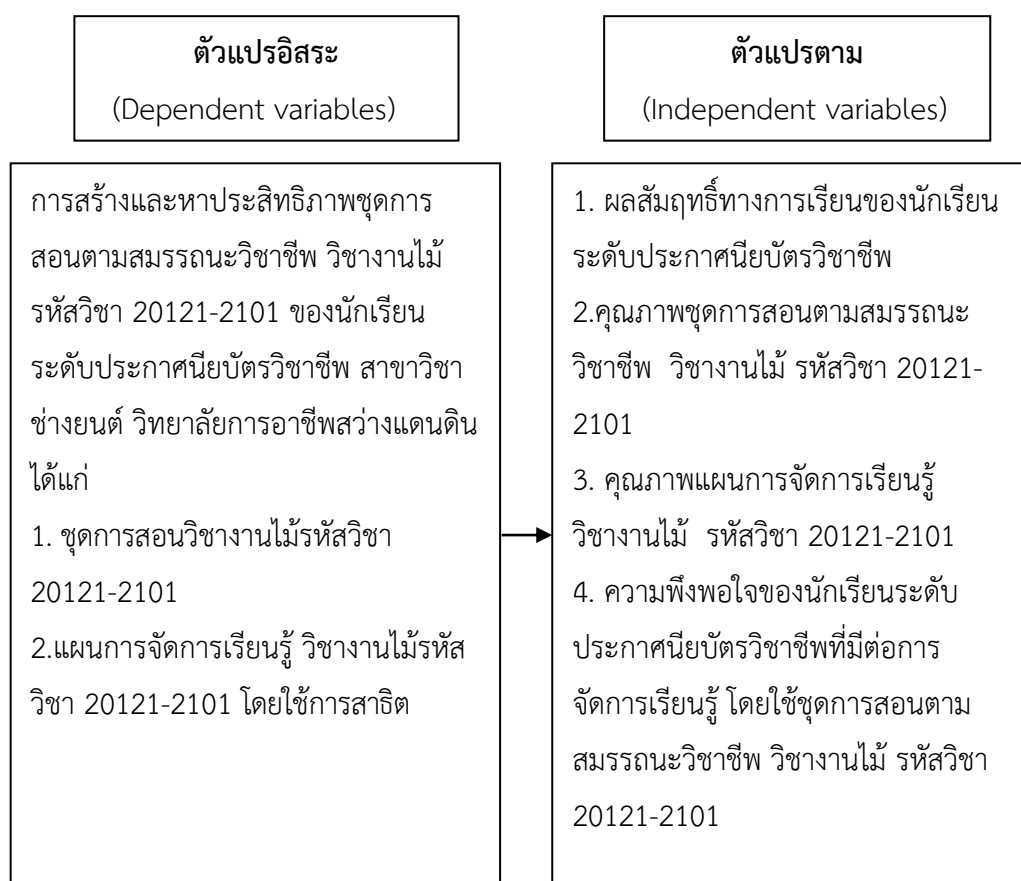 ตัวแปรอิสระ
(Dependent variables)
ตัวแปรตาม
(Independent variables)
การสร้างและหาประสิทธิภาพชุดการ
สอนตามสมรรถนะวิชาชีพ วิชางานไม้
รหัสวิชา 20121-2101 ของนักเรียน
ระดับประกาศนียบัตรวิชาชีพ สาขาวิชา
ช่างยนต์ วิทยาลัยการอาชีพสว่างแดนดิน
ได้แก่
1. ชุดการสอนวิชางานไม้รหัสวิชา
20121-2101
2.แผนการจัดการเรียนรู้ วิชางานไม้รหัส
วิชา 20121-2101 โดยใช้การสาธิต
1. ผลสัมฤทธิ์ทางการเรียนของนักเรียน
ระดับประกาศนียบัตรวิชาชีพ
2.คุณภาพชุดการสอนตามสมรรถนะ
วิชาชีพ วิชางานไม้ รหัสวิชา 20121-
2101
3. คุณภาพแผนการจัดการเรียนรู้
วิชางานไม้ รหัสวิชา 20121-2101
4. ความพึงพอใจของนักเรียนระดับ
ประกาศนียบัตรวิชาชีพที่มีต่อการ
จัดการเรียนรู้ โดยใช้ชุดการสอนตาม
สมรรถนะวิชาชีพ วิชางานไม้ รหัสวิชา
20121-2101